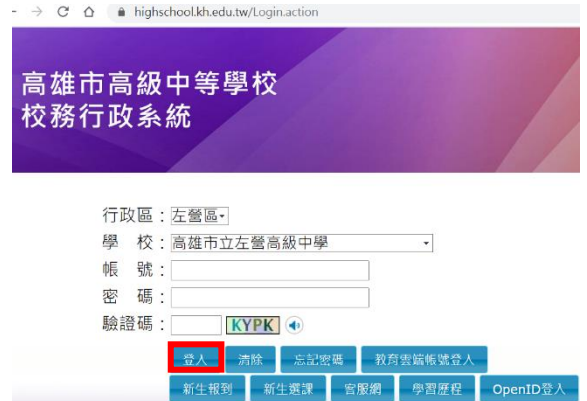 highschool.kh.edu.tw/Login.action
高雄市高級中等學校
校務行政系統
行政區：左營區
學 校：高雄市立左營高級中學
帳 號：
密 碼：
驗證碼： KYPK
登入 清除 忘記密碼 教育雲端帳號登入
新生報到 新生選課 客服網 學習歷程 OpenID登入